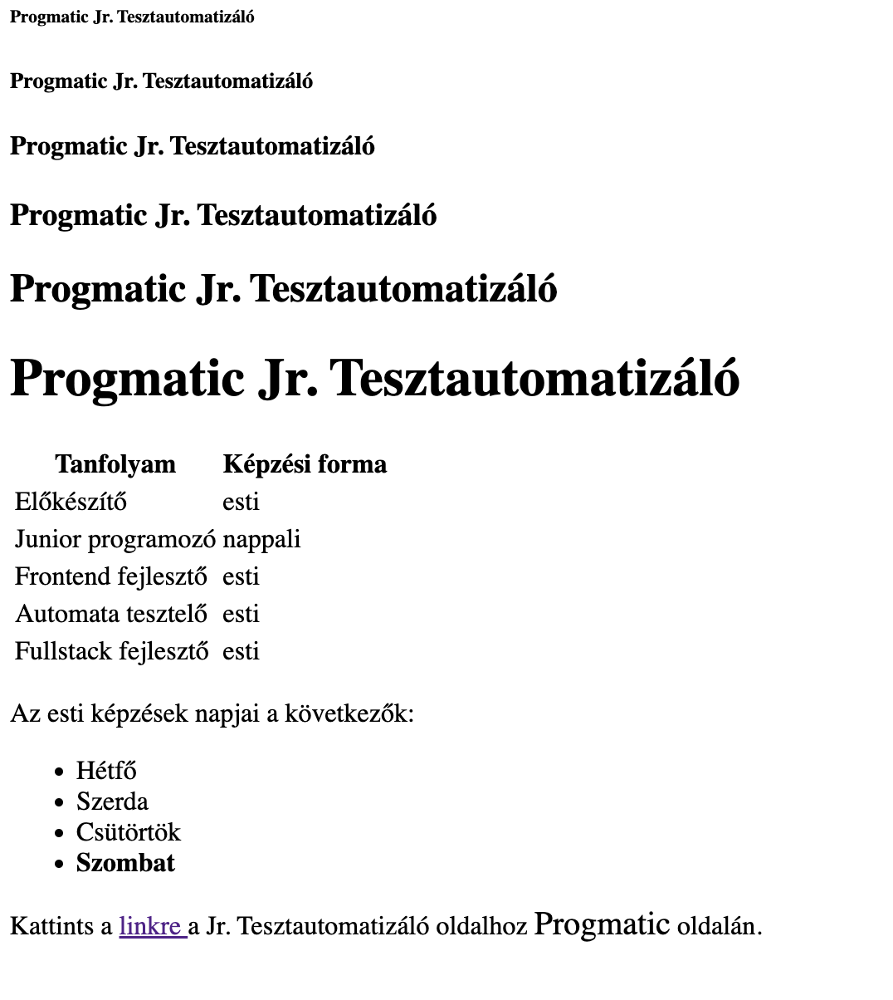 Progmatic Jr. Tesztautomatizáló
Progmatic Jr. Tesztautomatizáló
Progmatic Jr. Tesztautomatizáló
Progmatic Jr. Tesztautomatizáló
Progmatic Jr. Tesztautomatizáló
Progmatic Jr. Tesztautomatizáló
Tanfolyam Képzési forma
Előkészítő esti
Junior programozó nappali
Frontend fejlesztő esti
Automata tesztelő esti
Fullstack fejlesztő esti
Az esti képzések napjai a következők:
• Hétfő
• Szerda
• Csütörtök
• Szombat
Kattints a linkre a Jr. Tesztautomatizáló oldalhoz Progmatic oldalán.